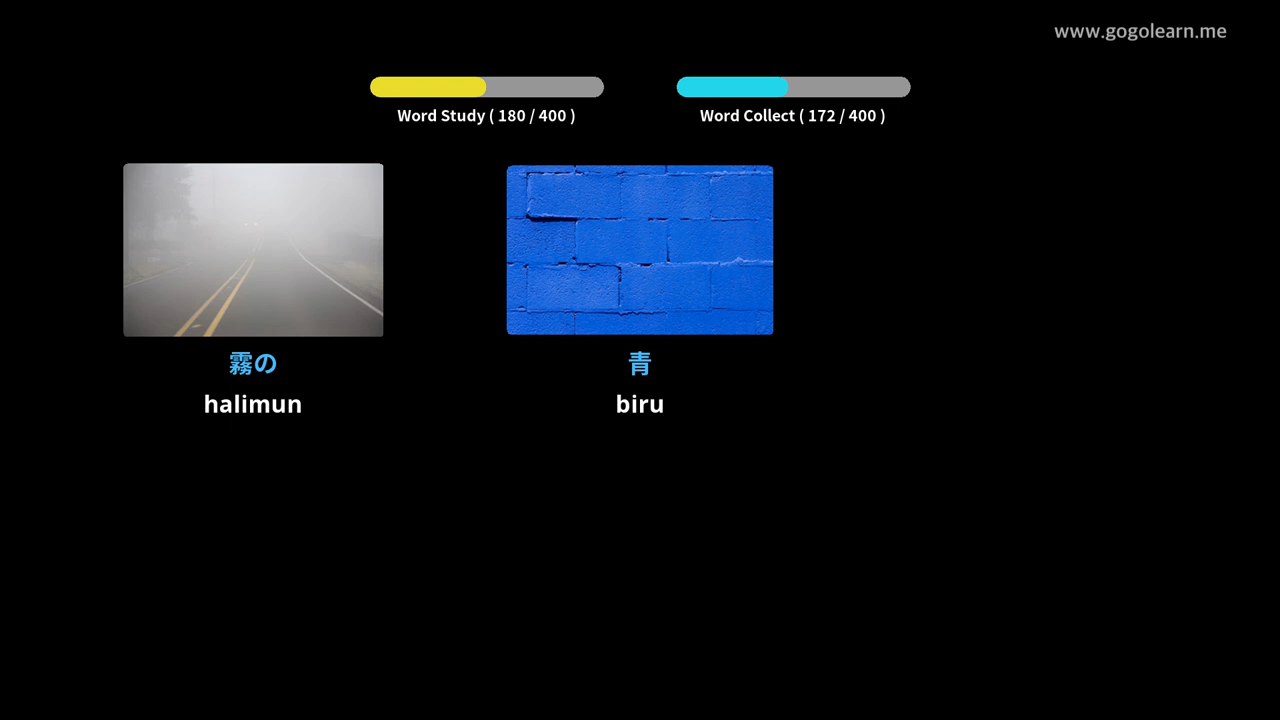 www.gogolearn.me
Word Study ( 180 / 400 )
Word Collect ( 172 / 400 )
霧の
halimun
青
biru